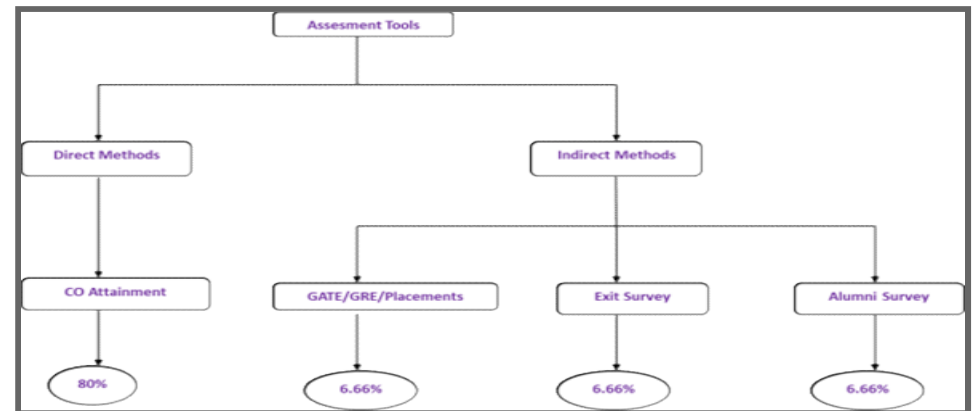 Assesment Tools
Direct Methods
Indirect Methods
CO Attainment
GATE/GRE/Placements
Exit Survey
Alumni Survey
80%
6.66%
6.66%
6.66%